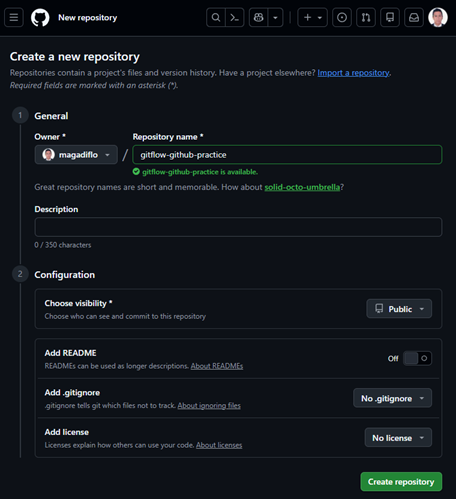 New repository
Create a new repository
Repositories contain a project's files and version history. Have a project elsewhere? Import a repository.
Required fields are marked with an asterisk (*).
1 General
Owner * Repository name *
magadiflo / gitflow-github-practice
gitflow-github-practice is available.
Great repository names are short and memorable. How about solid-octo-umbrella?
Description
0 / 350 characters
2 Configuration
Choose visibility *
Choose who can see and commit to this repository
Public
Add README
READMEs can be used as longer descriptions. About READMEs
Off
Add .gitignore
.gitignore tells git which files not to track. About ignoring files
No .gitignore
Add license
Licenses explain how others can use your code. About licenses
No license
Create repository